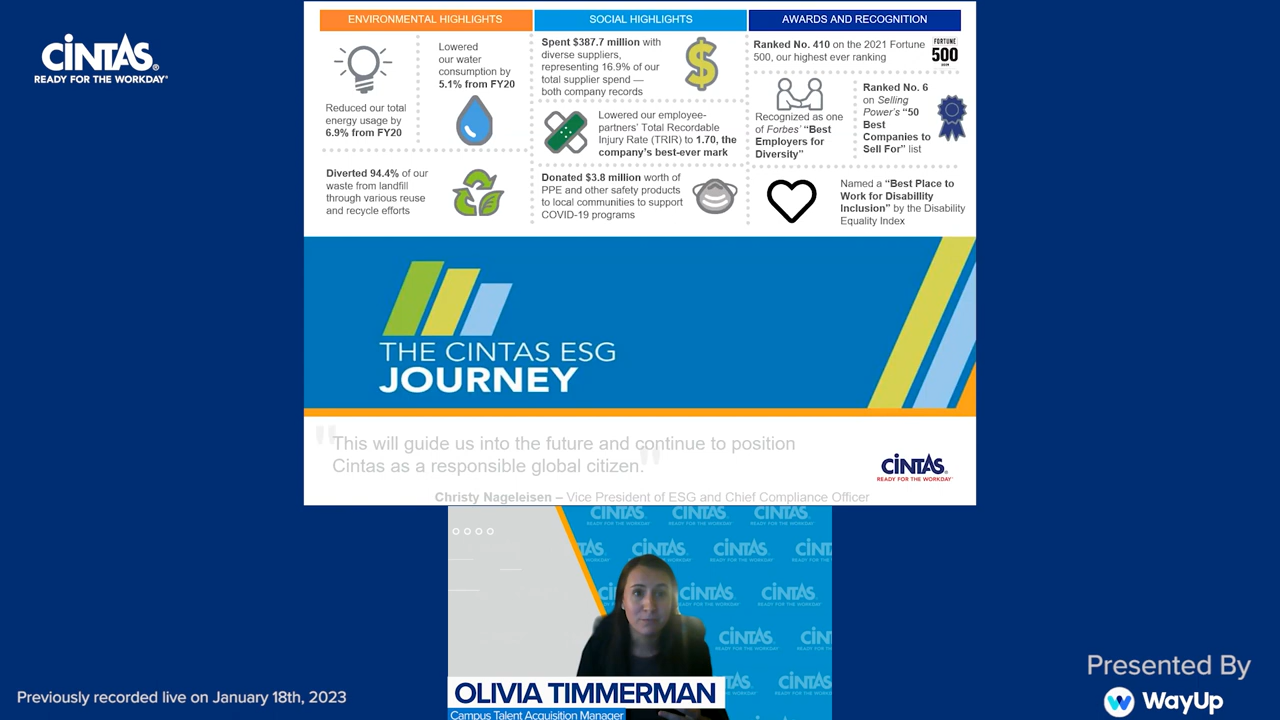 CINTAS®
READY FOR THE WORKDAY®
ENVIRONMENTAL HIGHLIGHTS
Reduced our total
energy usage by
6.9% from FY20
Lowered
our water
consumption by
5.1% from FY20
Diverted 94.4% of our
waste from landfill
through various reuse
and recycle efforts
SOCIAL HIGHLIGHTS
Spent $387.7 million with
diverse suppliers,
representing 16.9% of our
total supplier spend —
both company records
$
Lowered our employee-
partners' Total Recordable
Injury Rate (TRIR) to 1.70, the
company's best-ever mark
Donated $3.8 million worth of
PPE and other safety products
to local communities to support
COVID-19 programs
AWARDS AND RECOGNITION
Ranked No. 410 on the 2021 Fortune
500, our highest ever ranking
FORTUNE
500
Recognized as one
of Forbes' “Best
Employers for
Diversity”
Ranked No. 6
on Selling
Power's “50
Best
Companies to
Sell For” list
Named a “Best Place to
Work for Disabillity
Inclusion” by the Disability
Equality Index
THE CINTAS ESG
JOURNEY
"This will guide us into the future and continue to position
Cintas as a responsible global citizen."
Christy Nageleisen – Vice President of ESG and Chief Compliance Officer
CINTAS®
READY FOR THE WORKDAY®
CINTAS
READY FOR THE WORKDAY
OLIVIA TIMMERMAN
Campus Talent Acquisition Manager
Previously recorded live on January 18th, 2023
Presented By
WayUp